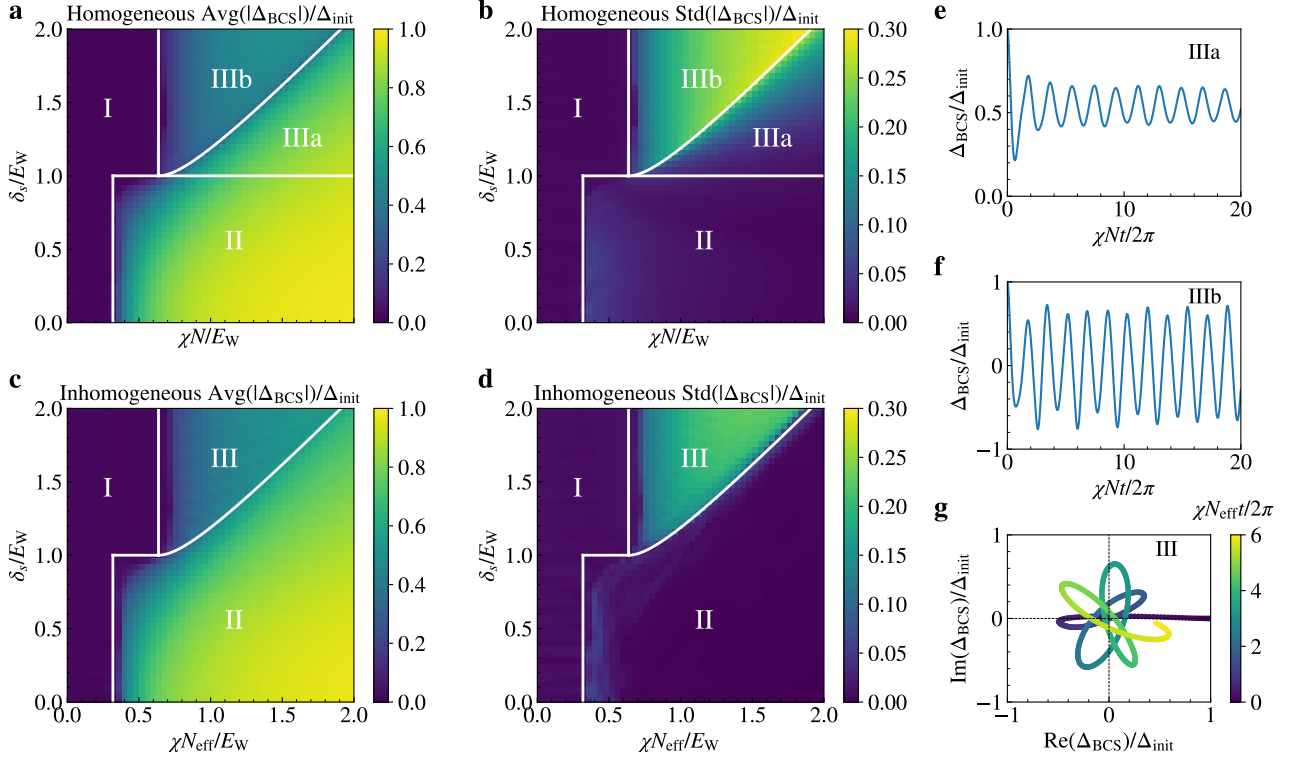 a
Homogeneous Avg(|Δ_BCS|)/Δ_init
2.0
1.5
1.0
0.5
0.0
δ_s/E_W
I
IIIb
IIIa
II
χN/E_W
1.0
0.8
0.6
0.4
0.2
0.0
b
Homogeneous Std(|Δ_BCS|)/Δ_init
2.0
1.5
1.0
0.5
0.0
δ_s/E_W
I
IIIb
IIIa
II
χN/E_W
0.30
0.25
0.20
0.15
0.10
0.05
0.00
c
Inhomogeneous Avg(|Δ_BCS|)/Δ_init
2.0
1.5
1.0
0.5
0.0
δ_s/E_W
I
III
II
0.0 0.5 1.0 1.5 2.0
χN_eff/E_W
1.0
0.8
0.6
0.4
0.2
0.0
d
Inhomogeneous Std(|Δ_BCS|)/Δ_init
2.0
1.5
1.0
0.5
0.0
δ_s/E_W
I
III
II
0.0 0.5 1.0 1.5 2.0
χN_eff/E_W
0.30
0.25
0.20
0.15
0.10
0.05
0.00
e
IIIa
1.0
0.5
0.0
Δ_BCS/Δ_init
0 10 20
χNt/2π
f
IIIb
1
0
−1
Δ_BCS/Δ_init
0 10 20
χNt/2π
g
χN_eff t/2π
III
1
0
−1
Im(Δ_BCS)/Δ_init
−1 0 1
Re(Δ_BCS)/Δ_init
6
4
2
0